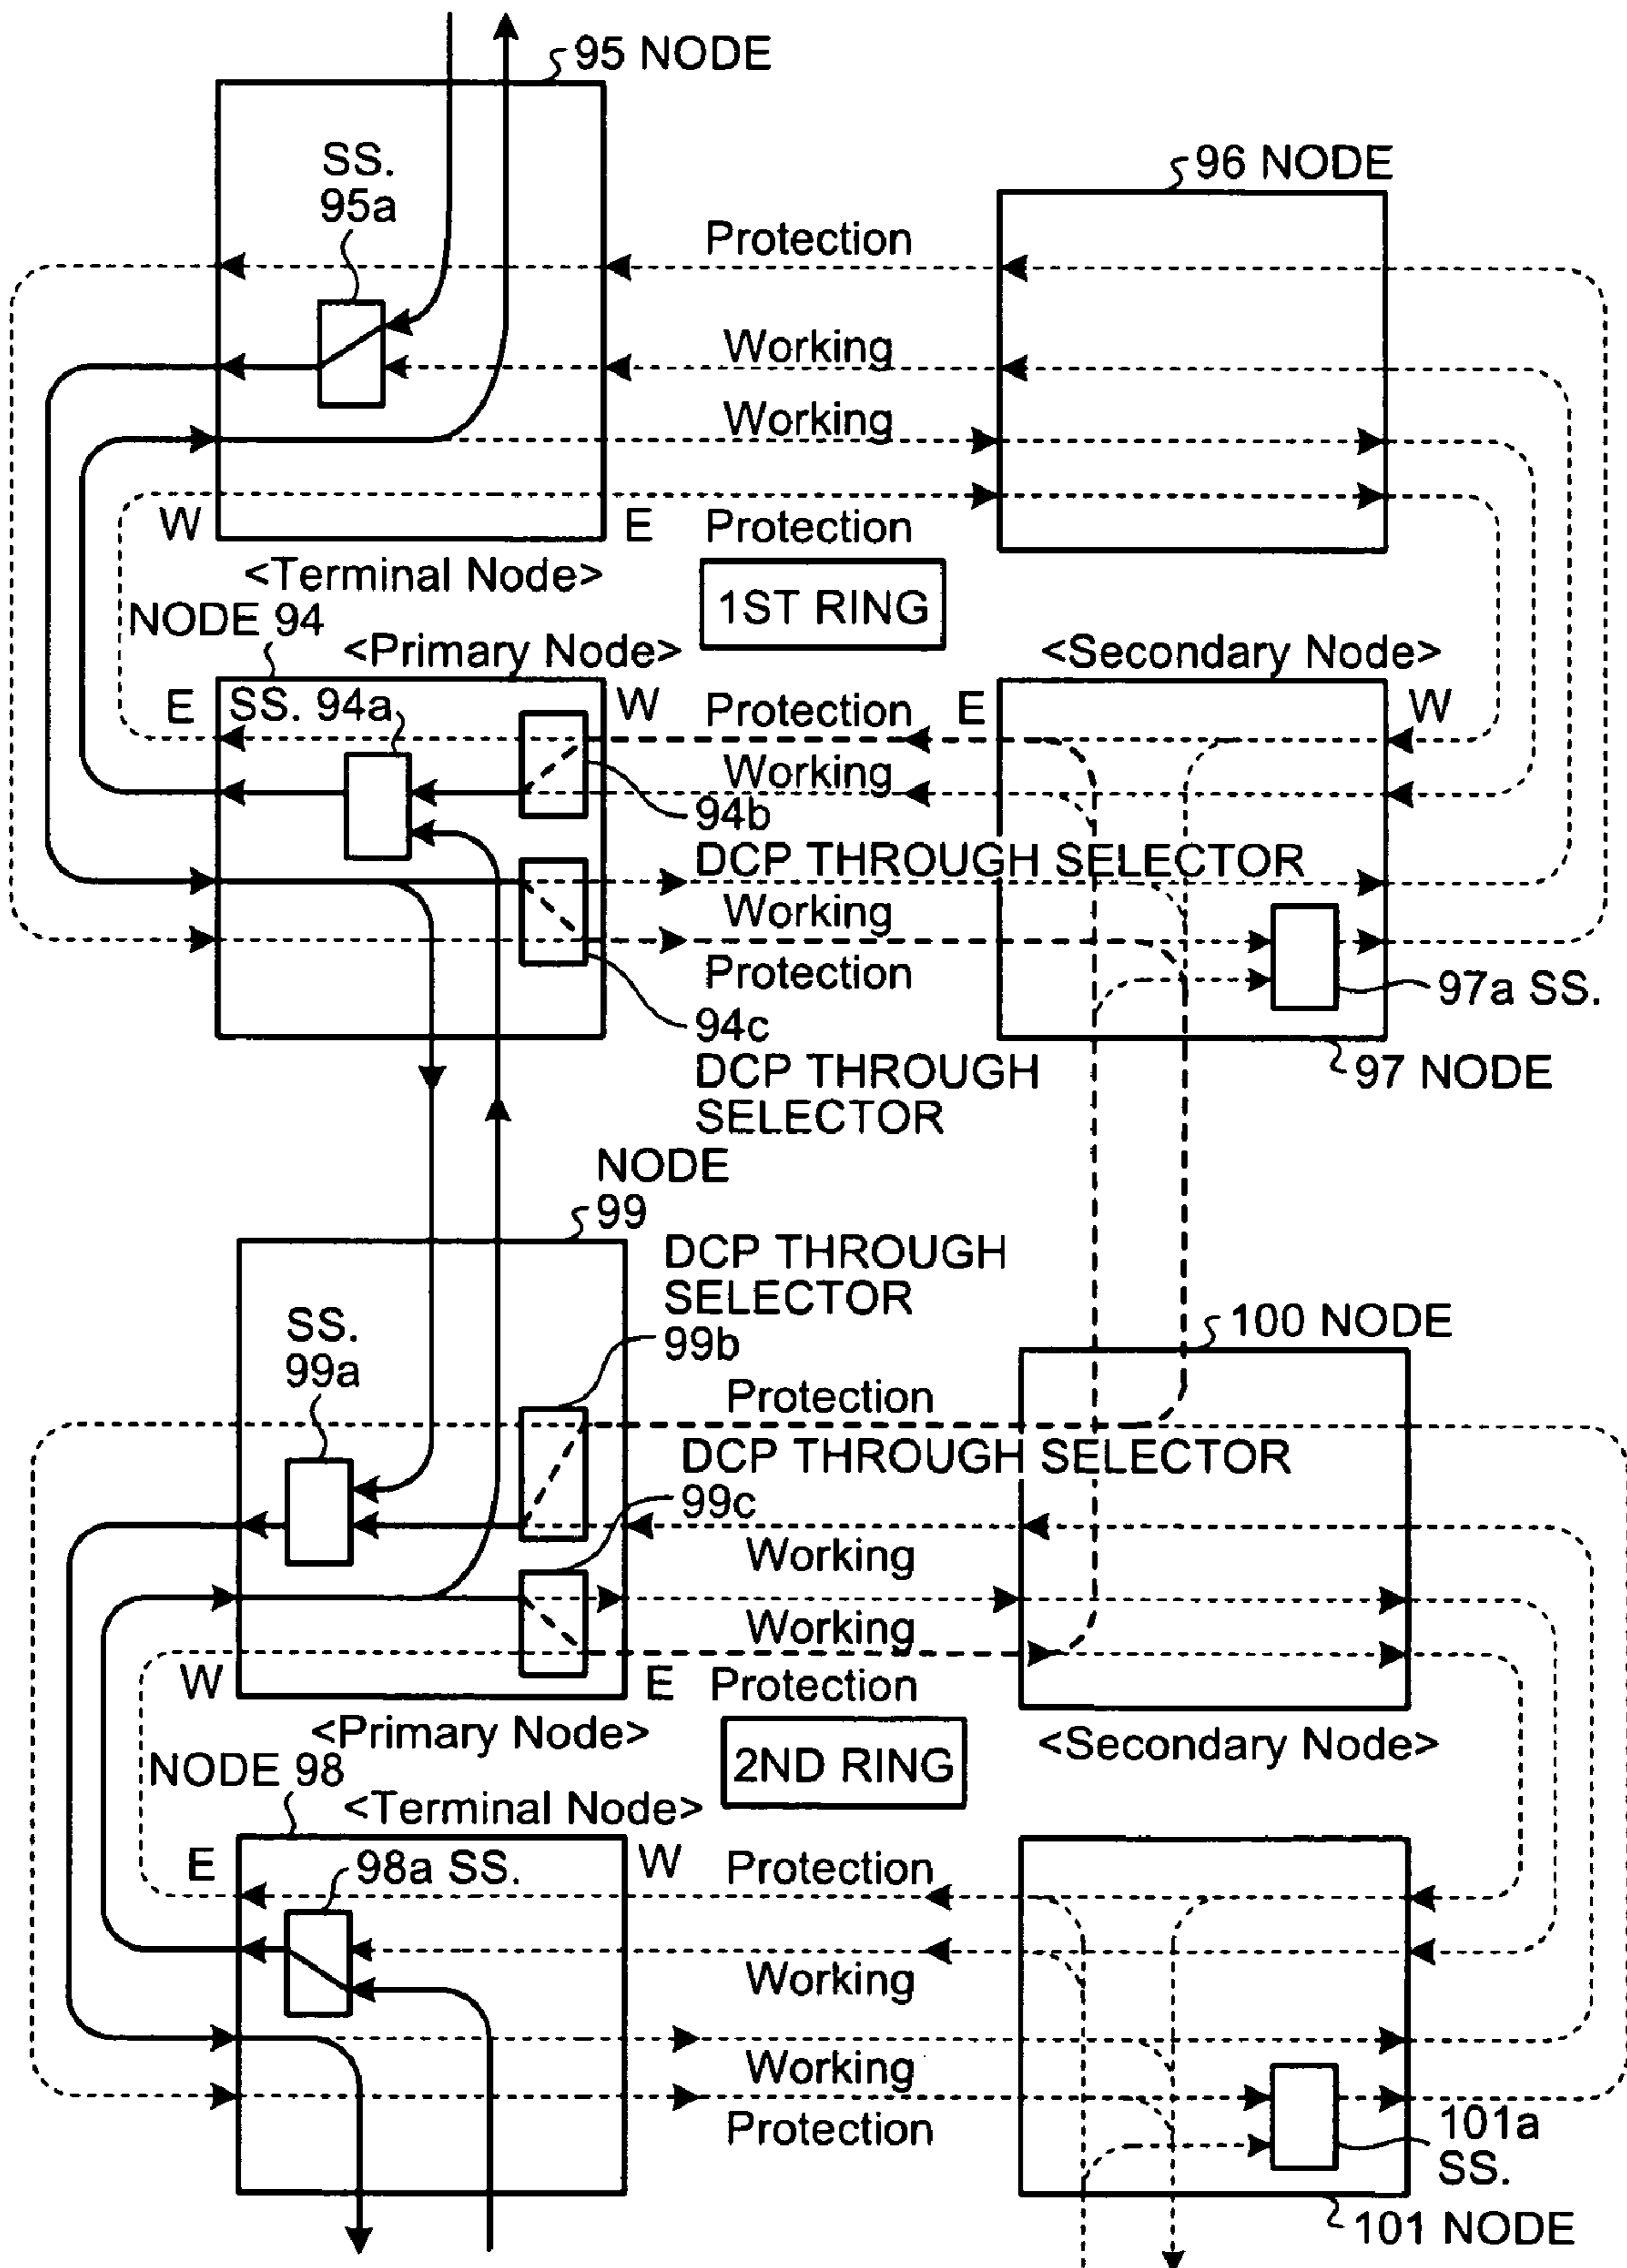 95 NODE
SS.
95a
96 NODE
Protection
Working
Working
W
E
Protection
<Terminal Node>
1ST RING
NODE 94
<Primary Node>
<Secondary Node>
E
SS. 94a
W
Protection
E
W
Working
94b
DCP THROUGH SELECTOR
Working
Protection
97a SS.
94c
DCP THROUGH
SELECTOR
97 NODE
NODE
99
DCP THROUGH
SELECTOR
99b
SS.
99a
100 NODE
Protection
DCP THROUGH SELECTOR
99c
Working
Working
W
E
Protection
<Primary Node>
2ND RING
<Secondary Node>
NODE 98
<Terminal Node>
E
98a SS.
W
Protection
Working
Working
Protection
101a
SS.
101 NODE